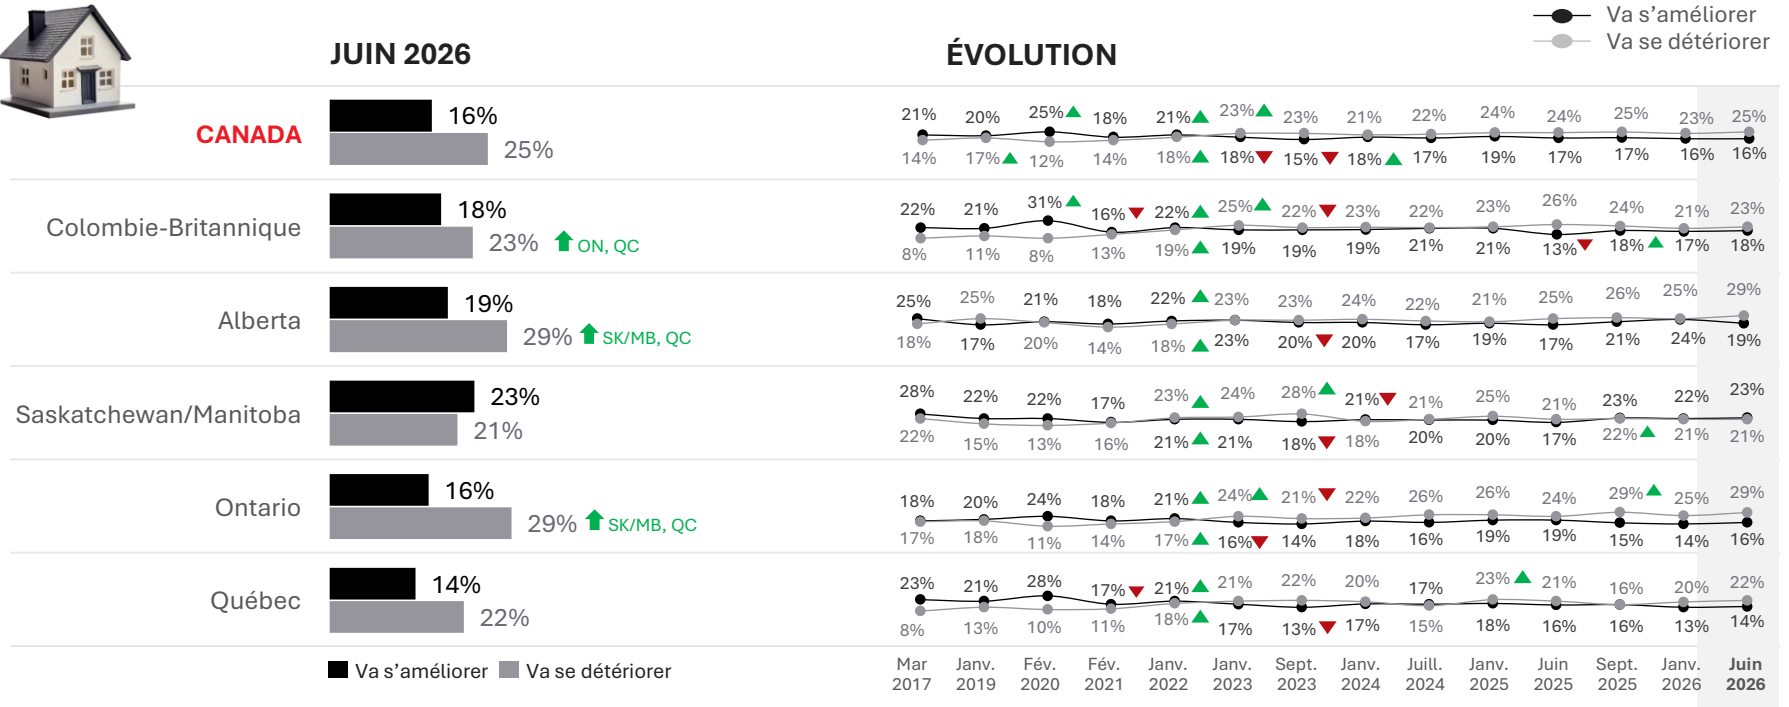 Va s’améliorer
Va se détériorer
JUIN 2026
ÉVOLUTION
CANADA
16%
25%
21% 20% 25% 18% 21% 23% 23% 21% 22% 24% 24% 25% 23% 25%
14% 17% 12% 14% 18% 18% 15% 18% 17% 19% 17% 17% 16% 16%
Colombie-Britannique
18%
23% ON, QC
22% 21% 31% 16% 22% 25% 22% 23% 22% 23% 26% 24% 21% 23%
8% 11% 8% 13% 19% 19% 19% 19% 21% 21% 13% 18% 17% 18%
Alberta
19%
29% SK/MB, QC
25% 25% 21% 18% 22% 23% 23% 24% 22% 21% 25% 26% 25% 29%
18% 17% 20% 14% 18% 23% 20% 20% 17% 19% 17% 21% 24% 19%
Saskatchewan/Manitoba
23%
21%
28% 22% 22% 17% 23% 24% 28% 21% 21% 25% 21% 23% 22% 23%
22% 15% 13% 16% 21% 21% 18% 18% 20% 20% 17% 22% 21% 21%
Ontario
16%
29% SK/MB, QC
18% 20% 24% 18% 21% 24% 21% 22% 26% 26% 24% 29% 25% 29%
17% 18% 11% 14% 17% 16% 14% 18% 16% 19% 19% 15% 14% 16%
Québec
14%
22%
23% 21% 28% 17% 21% 21% 22% 20% 17% 23% 21% 16% 20% 22%
8% 13% 10% 11% 18% 17% 13% 17% 15% 18% 16% 16% 13% 14%
Va s’améliorer Va se détériorer
Mar Janv. Fév. Fév. Janv. Janv. Sept. Janv. Juill. Janv. Juin Sept. Janv. Juin
2017 2019 2020 2021 2022 2023 2023 2024 2024 2025 2025 2025 2026 2026